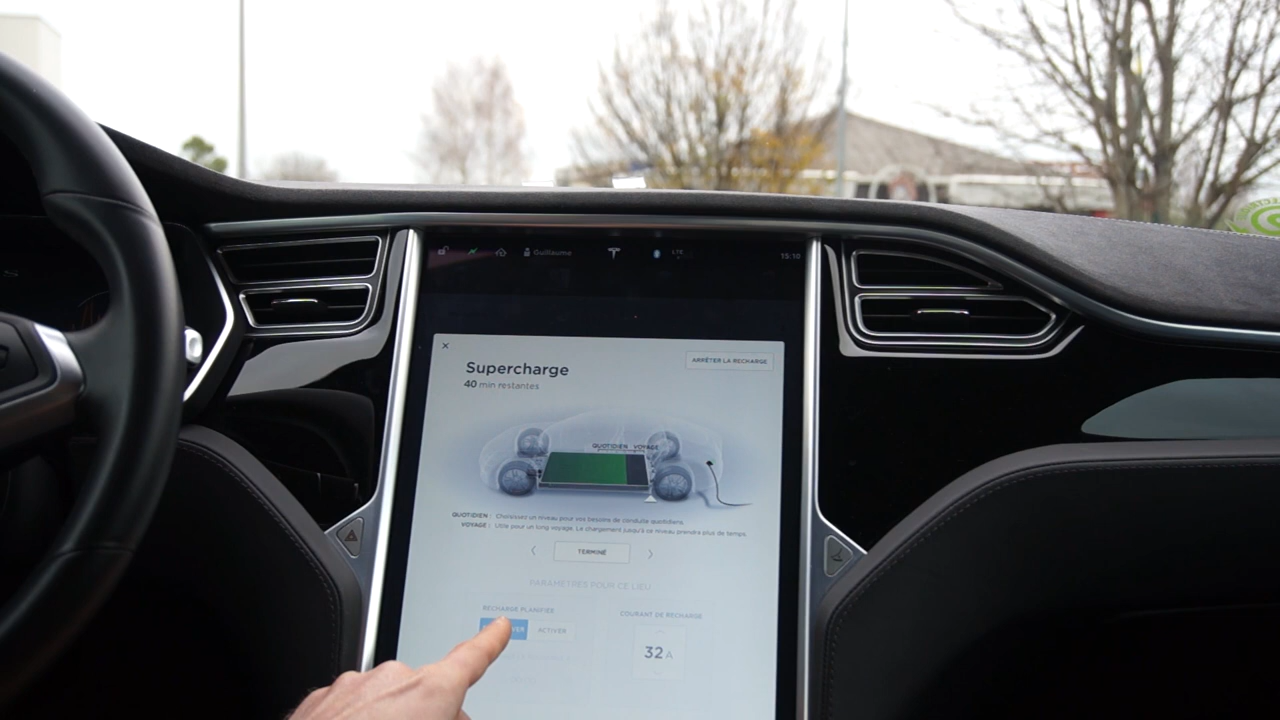 Guillaume
LTE
15:10
×
Supercharge
ARRÊTER LA RECHARGE
40 min restantes
QUOTIDIEN VOYAGE
QUOTIDIEN : Choisissez un niveau pour vos besoins de conduite quotidiens.
VOYAGE : Utile pour un long voyage. Le chargement jusqu'à ce niveau prendra plus de temps.
TERMINÉ
PARAMÈTRES POUR CE LIEU
RECHARGE PLANIFIÉE
COURANT DE RECHARGE
VER ACTIVER
32 A